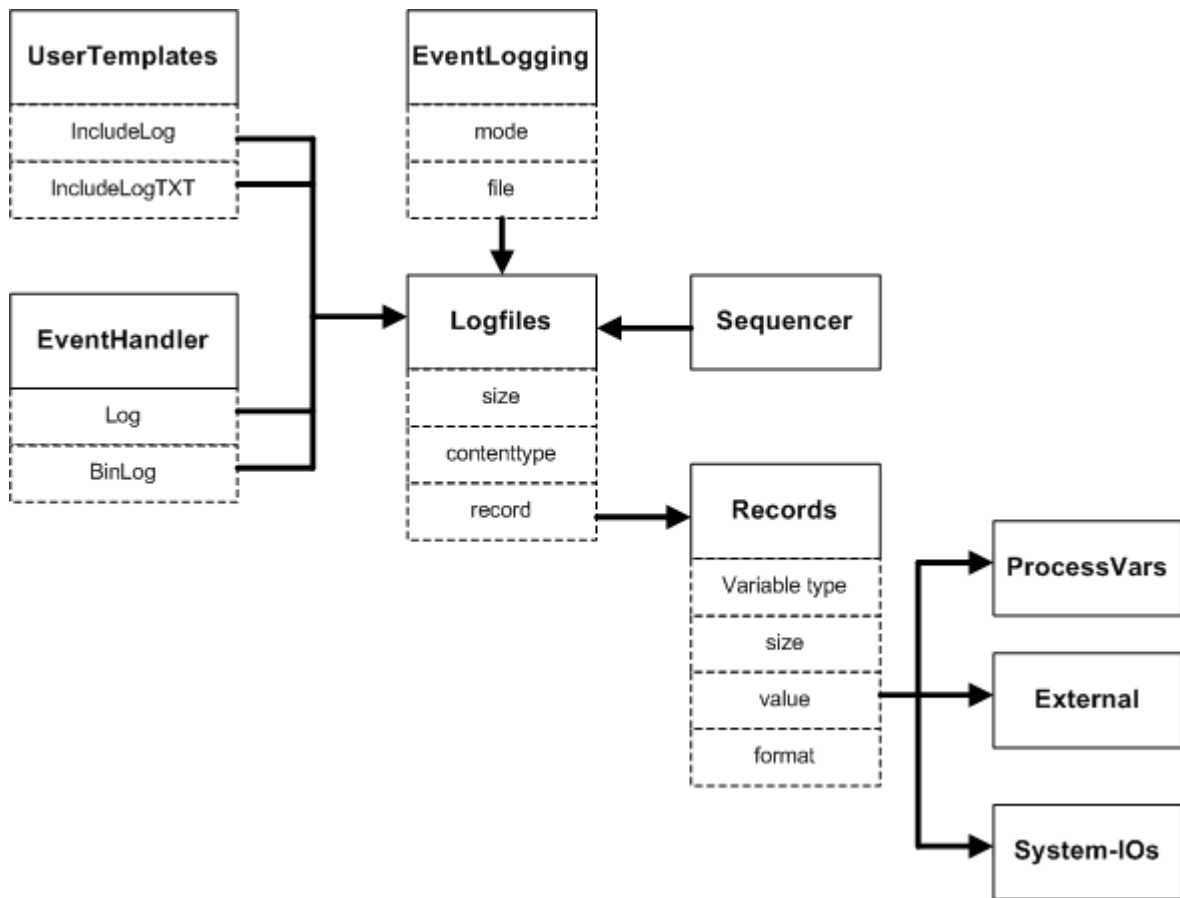 UserTemplates
IncludeLog
IncludeLogTXT
EventLogging
mode
file
EventHandler
Log
BinLog
Logfiles
size
contenttype
record
Sequencer
Records
Variable type
size
value
format
ProcessVars
External
System-IOs